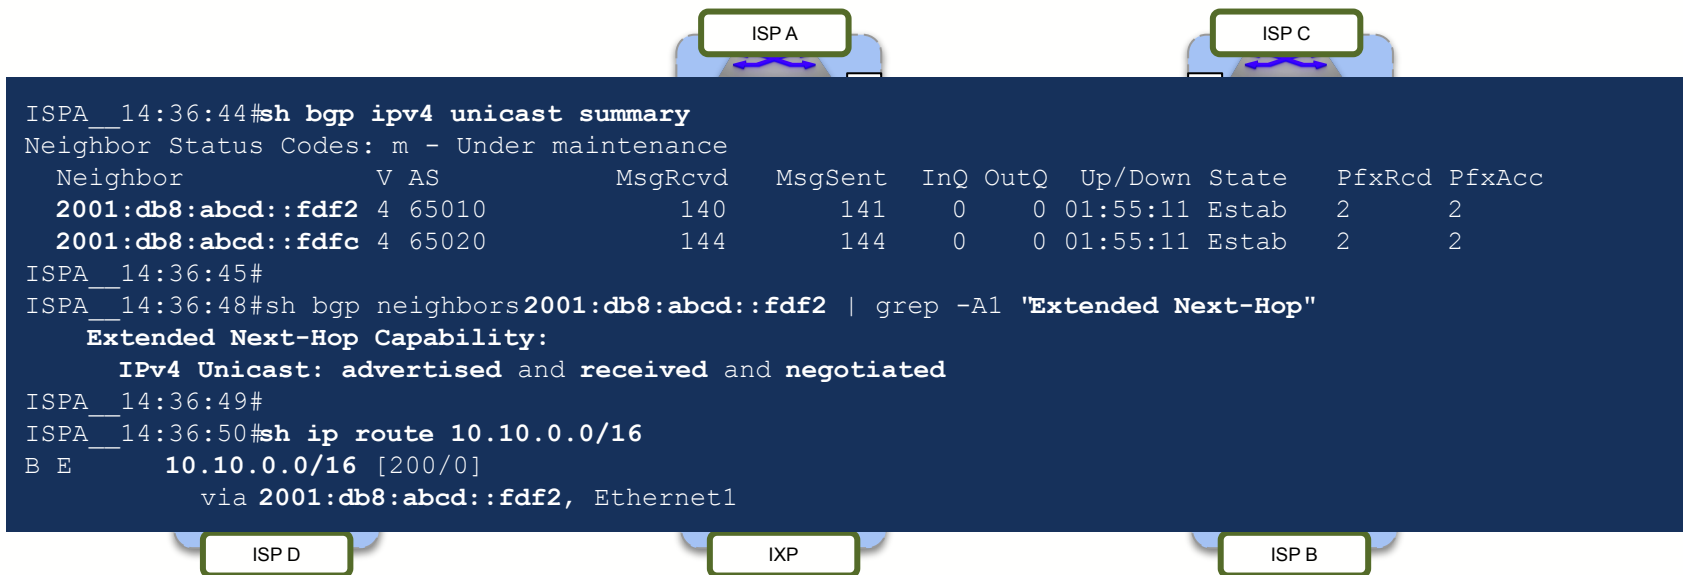 ISP A
ISP C
ISPA__14:36:44#sh bgp ipv4 unicast summary
Neighbor Status Codes: m - Under maintenance
Neighbor V AS MsgRcvd MsgSent InQ OutQ Up/Down State PfxRcd PfxAcc
2001:db8:abcd::fdf2 4 65010 140 141 0 0 01:55:11 Estab 2 2
2001:db8:abcd::fdfc 4 65020 144 144 0 0 01:55:11 Estab 2 2
ISPA__14:36:45#
ISPA__14:36:48#sh bgp neighbors 2001:db8:abcd::fdf2 | grep -A1 "Extended Next-Hop"
Extended Next-Hop Capability:
IPv4 Unicast: advertised and received and negotiated
ISPA__14:36:49#
ISPA__14:36:50#sh ip route 10.10.0.0/16
B E 10.10.0.0/16 [200/0]
via 2001:db8:abcd::fdf2, Ethernet1
ISP D
IXP
ISP B